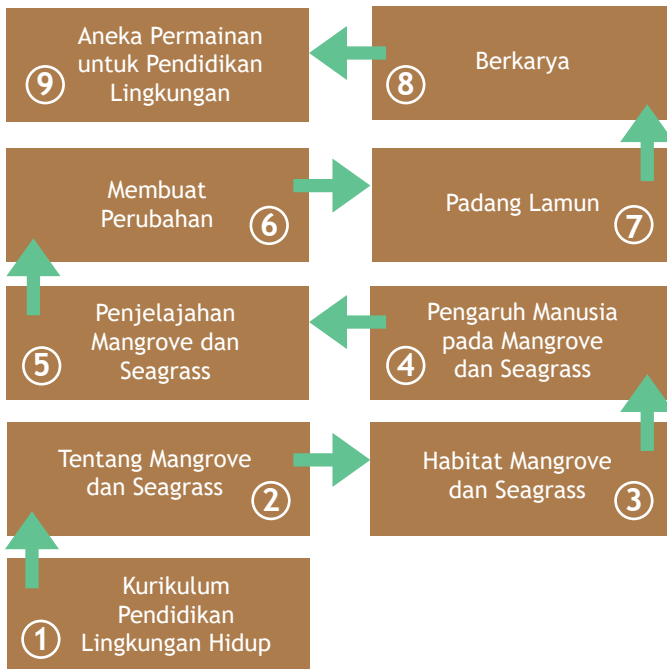 Aneka Permainan
untuk Pendidikan
Lingkungan
9
Berkarya
8
Membuat
Perubahan
6
Padang Lamun
7
Penjelajahan
Mangrove dan
Seagrass
5
Pengaruh Manusia
pada Mangrove
dan Seagrass
4
Tentang Mangrove
dan Seagrass
2
Habitat Mangrove
dan Seagrass
3
Kurikulum
Pendidikan
Lingkungan Hidup
1